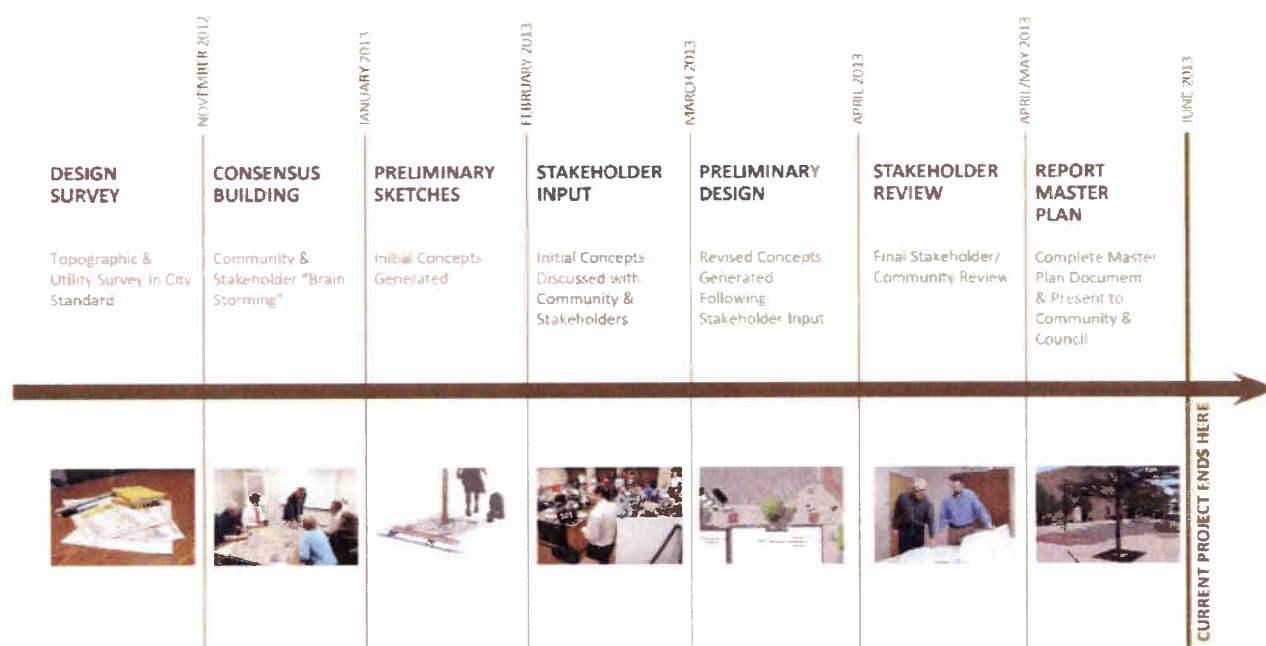 NOVEMBER 2012
JANUARY 2013
FEBRUARY 2013
MARCH 2013
APRIL 2013
APRIL/MAY 2013
JUNE 2013
DESIGN
SURVEY
Topographic &
Utility Survey in City
Standard
CONSENSUS
BUILDING
Community &
Stakeholder "Brain
Storming"
PRELIMINARY
SKETCHES
Initial Concepts
Generated
STAKEHOLDER
INPUT
Initial Concepts
Discussed with
Community &
Stakeholders
PRELIMINARY
DESIGN
Revised Concepts
Generated
Following
Stakeholder Input
STAKEHOLDER
REVIEW
Final Stakeholder/
Community Review
REPORT
MASTER
PLAN
Complete Master
Plan Document
& Present to
Community &
Council
CURRENT PROJECT ENDS HERE